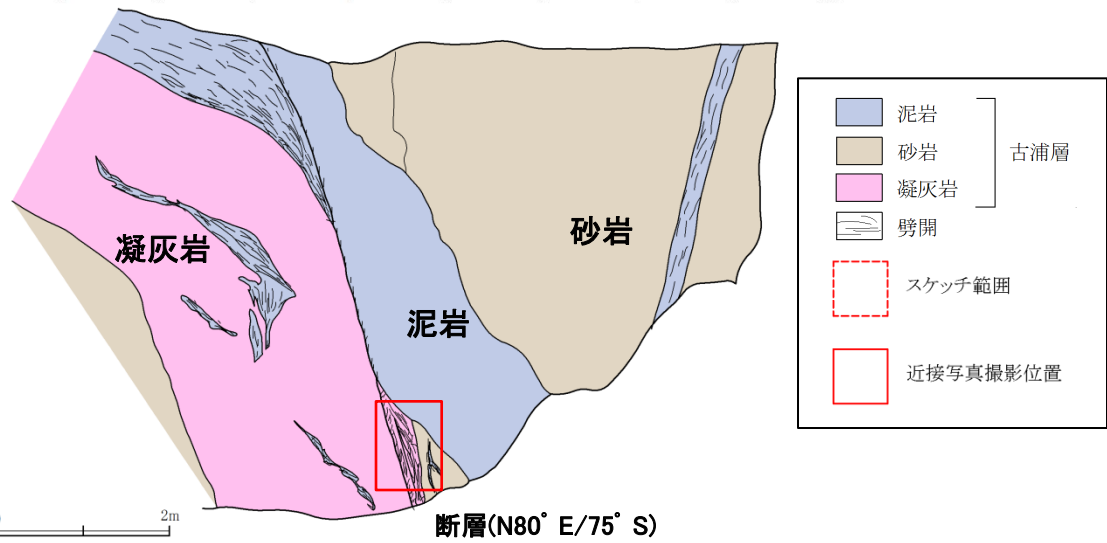 凝灰岩
泥岩
砂岩
2m
断層(N80ﾟ E/75ﾟ S)
泥岩
砂岩
凝灰岩
古浦層
劈開
スケッチ範囲
近接写真撮影位置